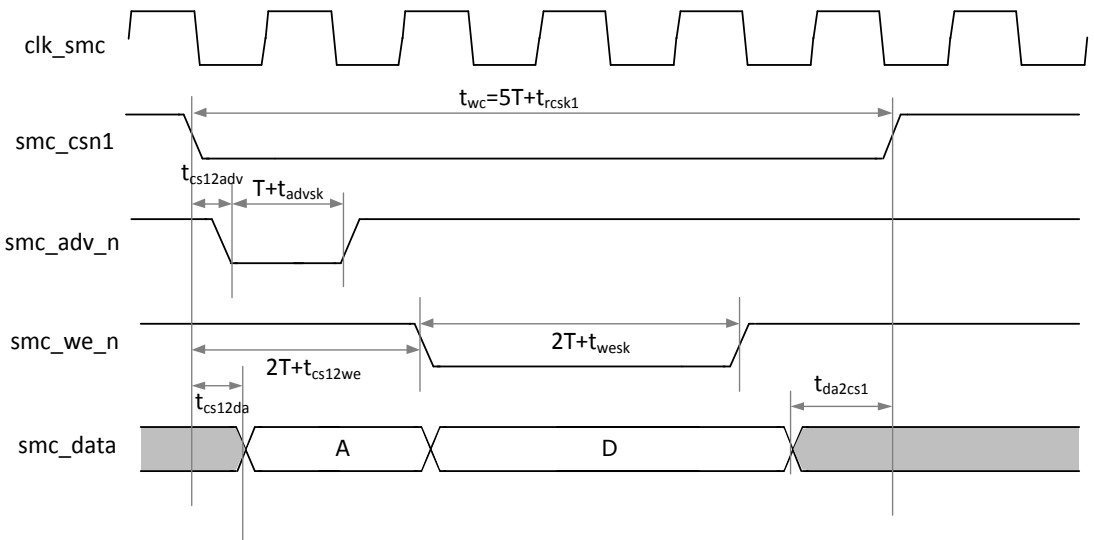 clk_smc
t_wc=5T+t_rcsk1
smc_csn1
t_cs12adv
T+t_advsk
smc_adv_n
smc_we_n
2T+t_wesk
2T+t_cs12we
t_cs12da
t_da2cs1
smc_data
A
D